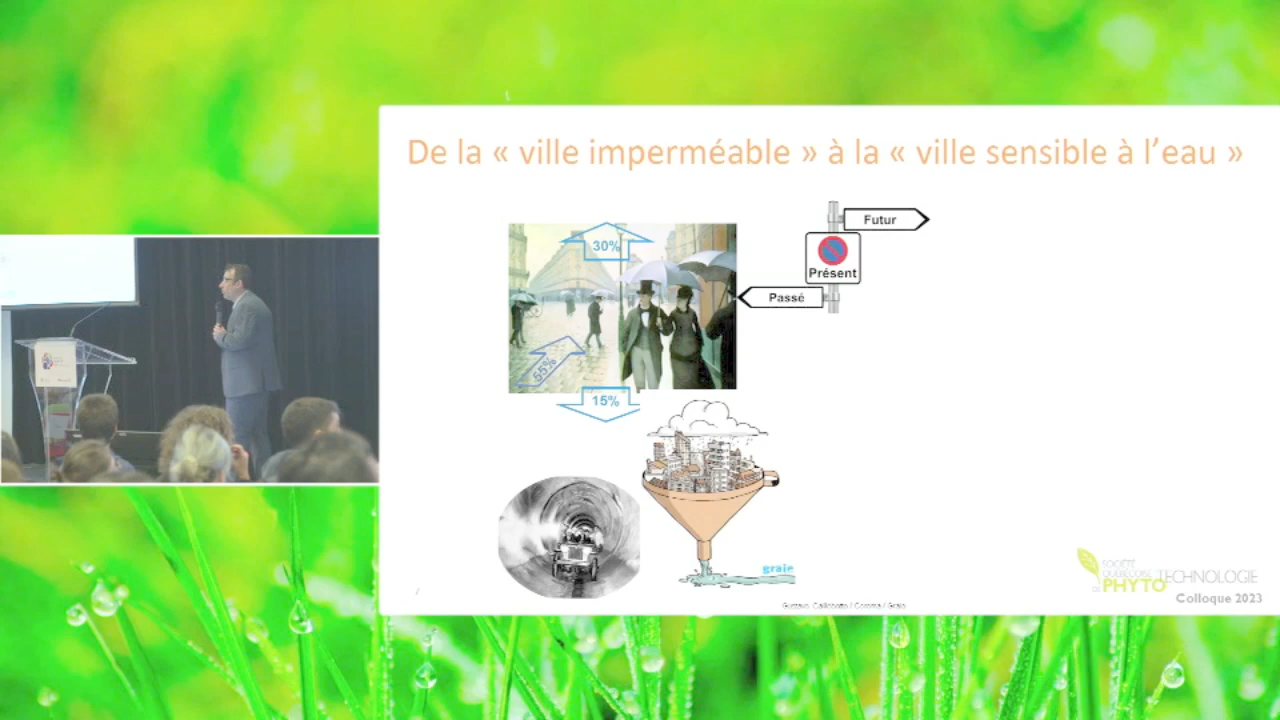 De la « ville imperméable » à la « ville sensible à l'eau »
Futur
Présent
Passé
30%
55%
15%
graie
SOCIÉTÉ
QUÉBÉCOISE
DE PHYTOTECHNOLOGIE
Colloque 2023